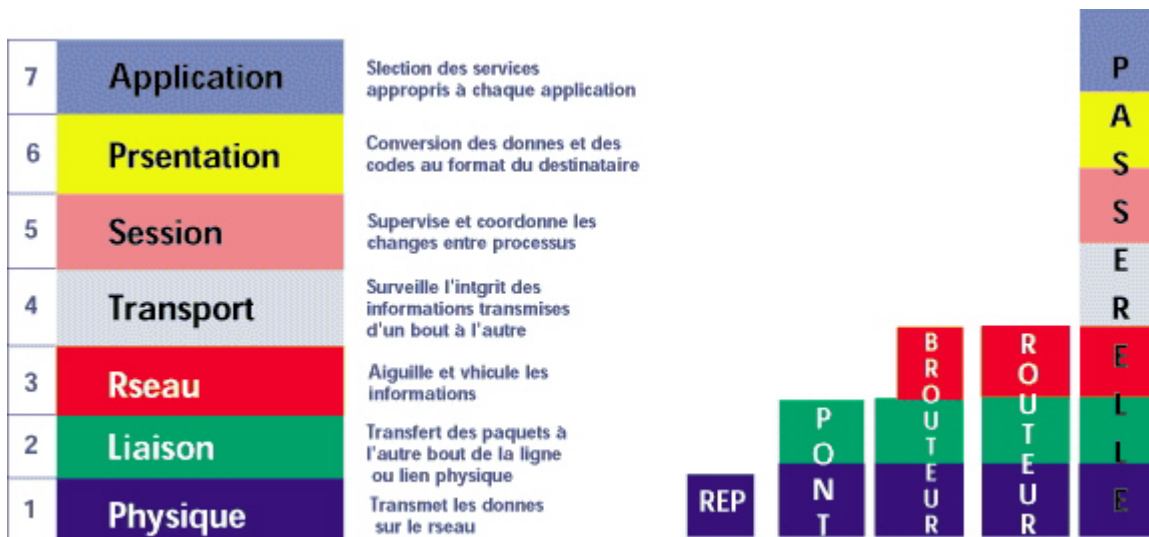 7
Application
Slection des services
appropris à chaque application
6
Prsentation
Conversion des donnes et des
codes au format du destinataire
5
Session
Supervise et coordonne les
changes entre processus
4
Transport
Surveille l'intgrit des
informations transmises
d'un bout à l'autre
3
Rseau
Aiguille et vhicule les
informations
2
Liaison
Transfert des paquets à
l'autre bout de la ligne
ou lien physique
1
Physique
Transmet les donnes
sur le rseau
REP
PONT
BROUTEUR
ROUTEUR
PASSERELLE